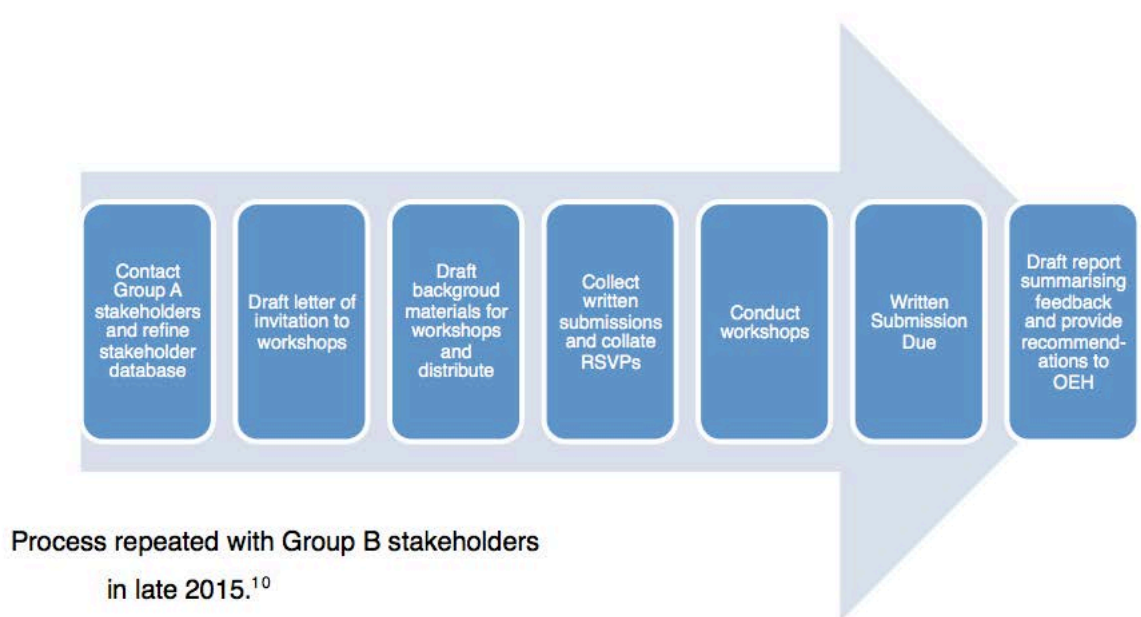 Contact
Group A
stakeholders
and refine
stakeholder
database
Draft letter of
invitation to
workshops
Draft
backgroud
materials for
workshops
and
distribute
Collect
written
submissions
and collate
RSVPs
Conduct
workshops
Written
Submission
Due
Draft report
summarising
feedback
and provide
recommend-
ations to
OEH
Process repeated with Group B stakeholders
in late 2015.¹⁰